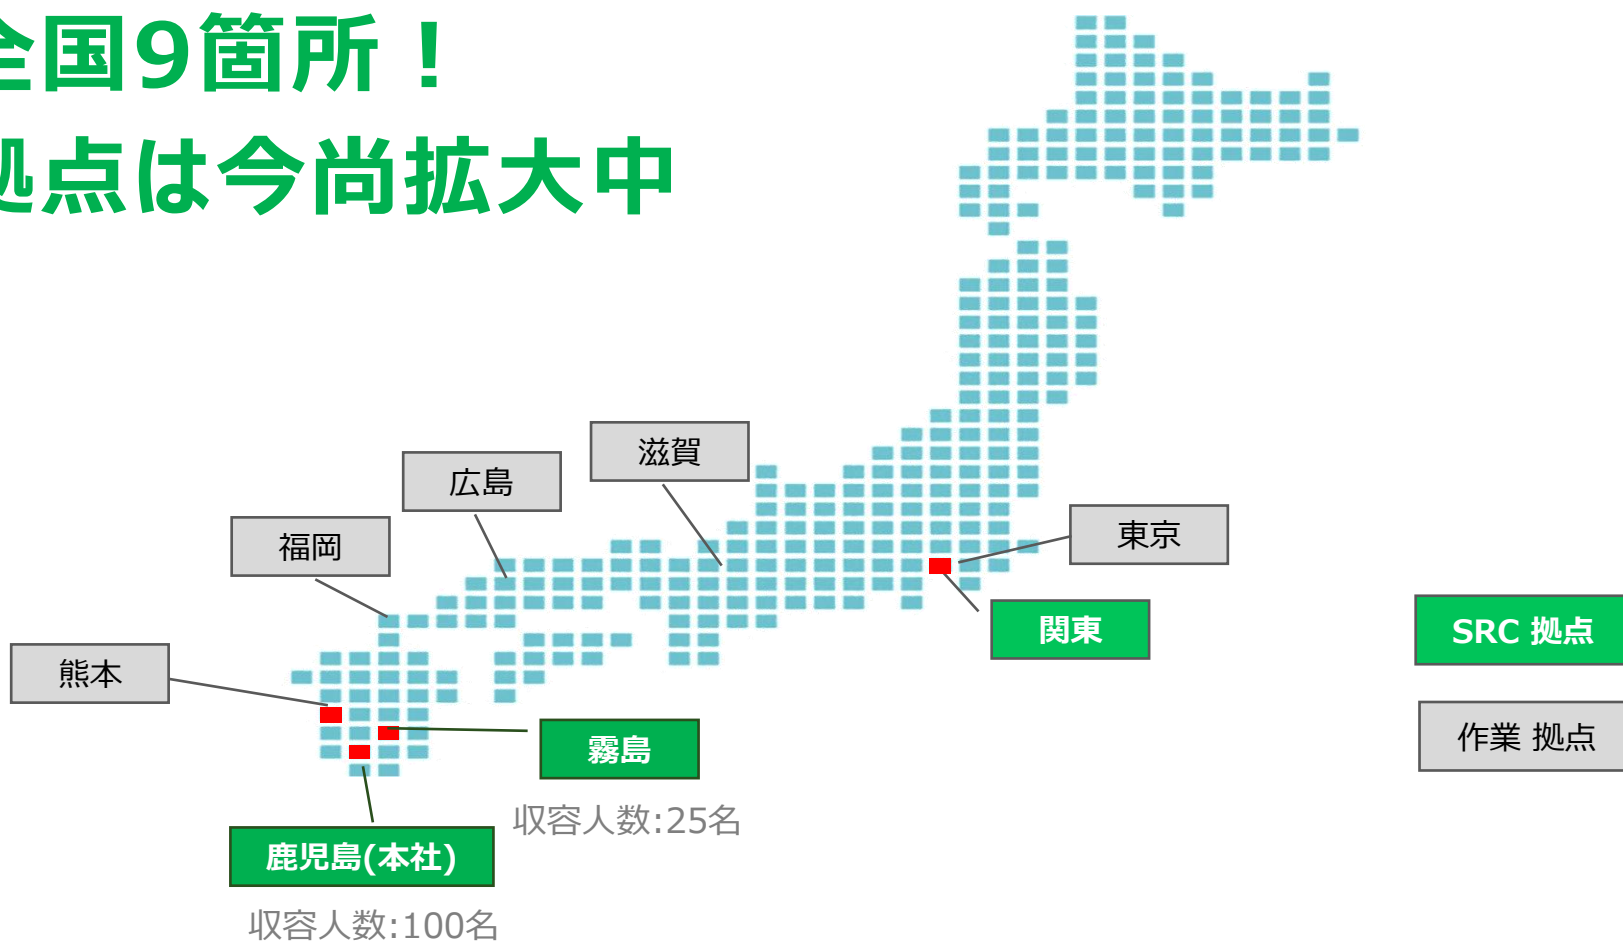 全国9箇所！
拠点は今尚拡大中
滋賀
広島
東京
福岡
関東
SRC 拠点
熊本
作業 拠点
霧島
収容人数:25名
鹿児島(本社)
収容人数:100名